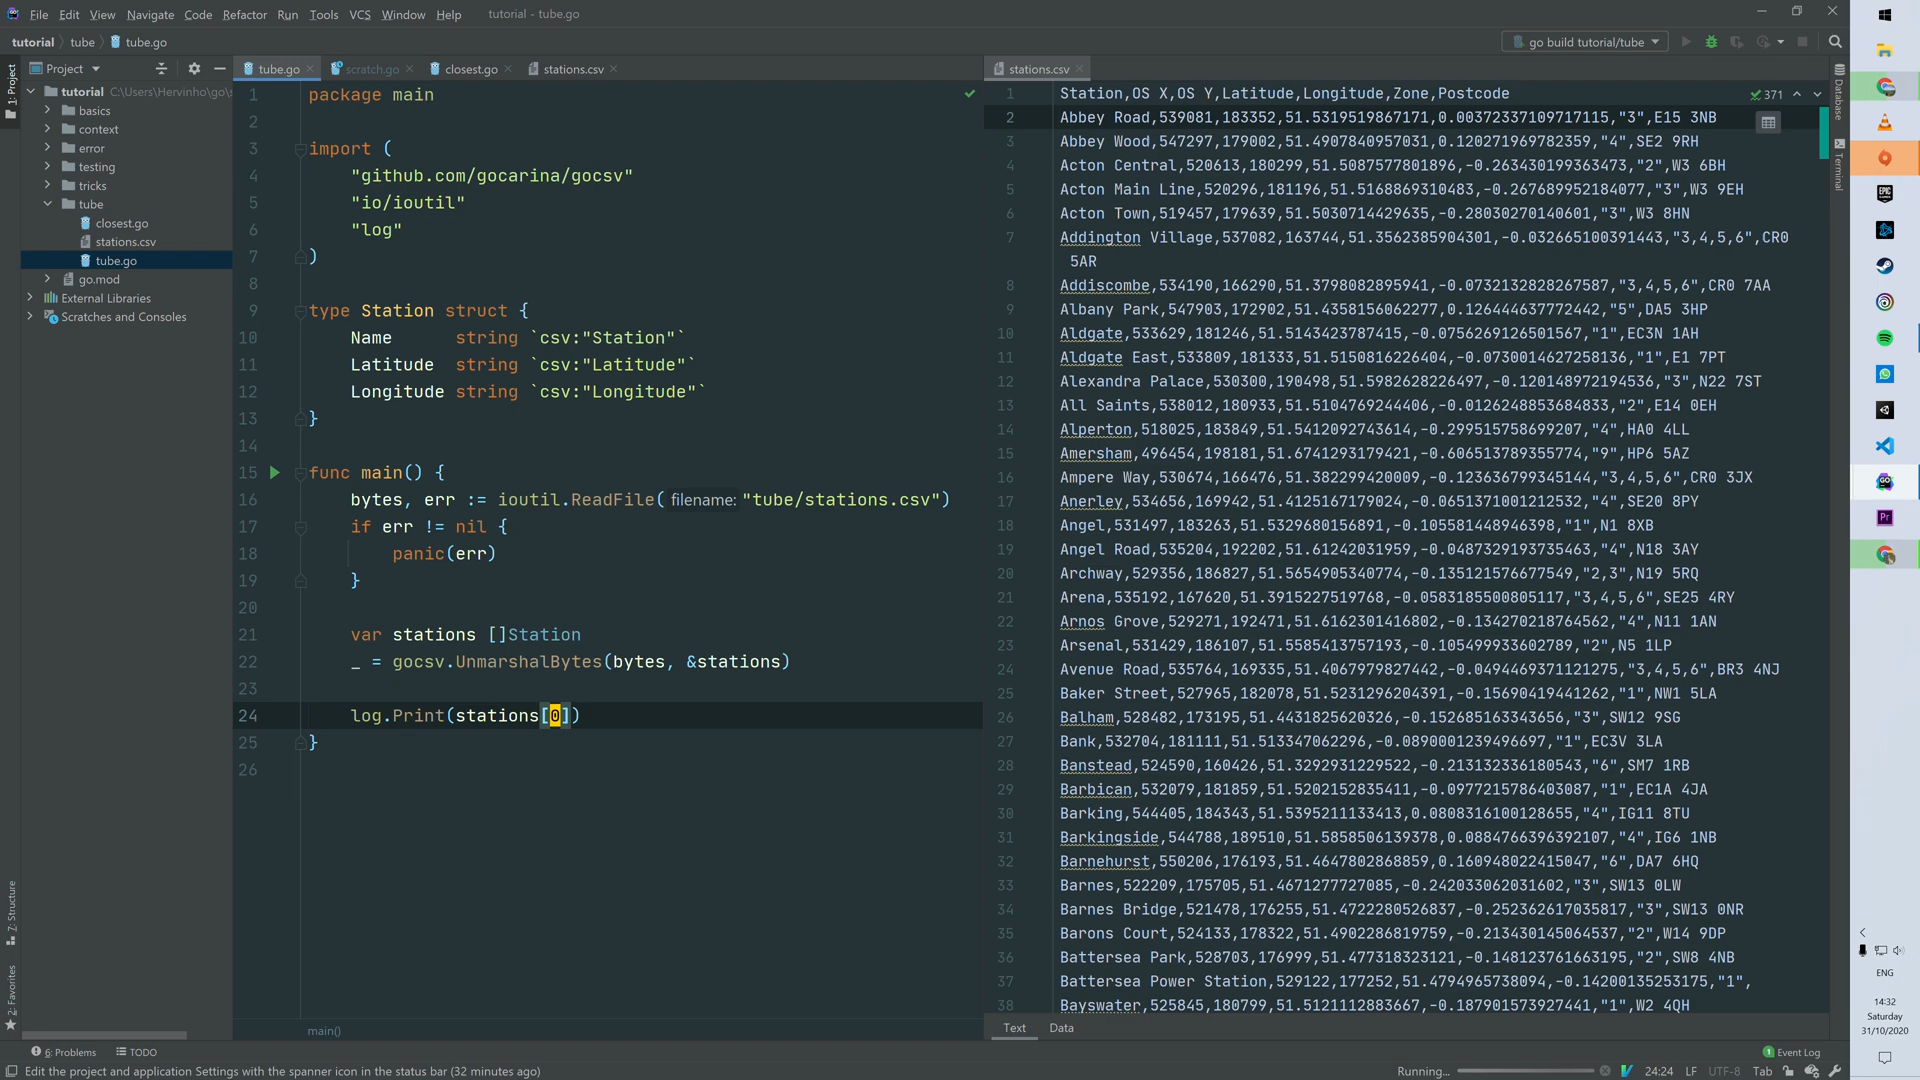 File Edit View Navigate Code Refactor Run Tools VCS Window Help tutorial - tube.go
tutorial tube tube.go
go build tutorial/tube
1: Project
Project
tutorial C:\Users\Hervinho\go\s
basics
context
error
testing
tricks
tube
closest.go
stations.csv
tube.go
go.mod
External Libraries
Scratches and Consoles
tube.go scratch.go closest.go stations.csv
1 package main
2
3 import (
4 "github.com/gocarina/gocsv"
5 "io/ioutil"
6 "log"
7 )
8
9 type Station struct {
10 Name string `csv:"Station"`
11 Latitude string `csv:"Latitude"`
12 Longitude string `csv:"Longitude"`
13 }
14
15 func main() {
16 bytes, err := ioutil.ReadFile( filename: "tube/stations.csv")
17 if err != nil {
18 panic(err)
19 }
20
21 var stations []Station
22 _ = gocsv.UnmarshalBytes(bytes, &stations)
23
24 log.Print(stations[0])
25 }
26
main()
stations.csv
371
1 Station,OS X,OS Y,Latitude,Longitude,Zone,Postcode
2 Abbey Road,539081,183352,51.5319519867171,0.00372337109717115,"3",E15 3NB
3 Abbey Wood,547297,179002,51.4907840957031,0.120271969782359,"4",SE2 9RH
4 Acton Central,520613,180299,51.5087577801896,-0.263430199363473,"2",W3 6BH
5 Acton Main Line,520296,181196,51.5168869310483,-0.267689952184077,"3",W3 9EH
6 Acton Town,519457,179639,51.5030714429635,-0.28030270140601,"3",W3 8HN
7 Addington Village,537082,163744,51.3562385904301,-0.032665100391443,"3,4,5,6",CR0
5AR
8 Addiscombe,534190,166290,51.3798082895941,-0.0732132828267587,"3,4,5,6",CR0 7AA
9 Albany Park,547903,172902,51.4358156062277,0.126444637772442,"5",DA5 3HP
10 Aldgate,533629,181246,51.5143423787415,-0.0756269126501567,"1",EC3N 1AH
11 Aldgate East,533809,181333,51.5150816226404,-0.0730014627258136,"1",E1 7PT
12 Alexandra Palace,530300,190498,51.5982628226497,-0.120148972194536,"3",N22 7ST
13 All Saints,538012,180933,51.5104769244406,-0.0126248853684833,"2",E14 0EH
14 Alperton,518025,183849,51.5412092743614,-0.299515758699207,"4",HA0 4LL
15 Amersham,496454,198181,51.6741293179421,-0.606513789355774,"9",HP6 5AZ
16 Ampere Way,530674,166476,51.382299420009,-0.123636799345144,"3,4,5,6",CR0 3JX
17 Anerley,534656,169942,51.4125167179024,-0.0651371001212532,"4",SE20 8PY
18 Angel,531497,183263,51.5329680156891,-0.105581448946398,"1",N1 8XB
19 Angel Road,535204,192202,51.61242031959,-0.0487329193735463,"4",N18 3AY
20 Archway,529356,186827,51.5654905340774,-0.135121576677549,"2,3",N19 5RQ
21 Arena,535192,167620,51.3915227519768,-0.0583185500805117,"3,4,5,6",SE25 4RY
22 Arnos Grove,529271,192471,51.6162301416802,-0.134270218764562,"4",N11 1AN
23 Arsenal,531429,186107,51.5585413757193,-0.105499933602789,"2",N5 1LP
24 Avenue Road,535764,169335,51.4067979827442,-0.0494469371121275,"3,4,5,6",BR3 4NJ
25 Baker Street,527965,182078,51.5231296204391,-0.15690419441262,"1",NW1 5LA
26 Balham,528482,173195,51.4431825620326,-0.152685163343656,"3",SW12 9SG
27 Bank,532704,181111,51.513347062296,-0.0890001239496697,"1",EC3V 3LA
28 Banstead,524590,160426,51.3292931229522,-0.213132336180543,"6",SM7 1RB
29 Barbican,532079,181859,51.5202152835411,-0.0977215786403087,"1",EC1A 4JA
30 Barking,544405,184343,51.5395211133413,0.0808316100128655,"4",IG11 8TU
31 Barkingside,544788,189510,51.5858506139378,0.0884766396392107,"4",IG6 1NB
32 Barnehurst,550206,176193,51.4647802868859,0.160948022415047,"6",DA7 6HQ
33 Barnes,522209,175705,51.4671277727085,-0.242033062031602,"3",SW13 0LW
34 Barnes Bridge,521478,176255,51.4722280526837,-0.252362617035817,"3",SW13 0NR
35 Barons Court,524133,178322,51.4902286819759,-0.213430145064537,"2",W14 9DP
36 Battersea Park,528703,176999,51.477318323121,-0.148123761663195,"2",SW8 4NB
37 Battersea Power Station,529122,177252,51.4794965738094,-0.14200135253175,"1",
38 Bayswater,525845,180799,51.5121112883667,-0.187901573927441,"1",W2 4QH
Text Data
Database
Terminal
Z: Structure
2: Favorites
6: Problems TODO
Event Log
Edit the project and application Settings with the spanner icon in the status bar (32 minutes ago)
Running... 24:24 LF UTF-8 Tab
EPIC GAMES
Pr
ENG
14:32
Saturday
31/10/2020